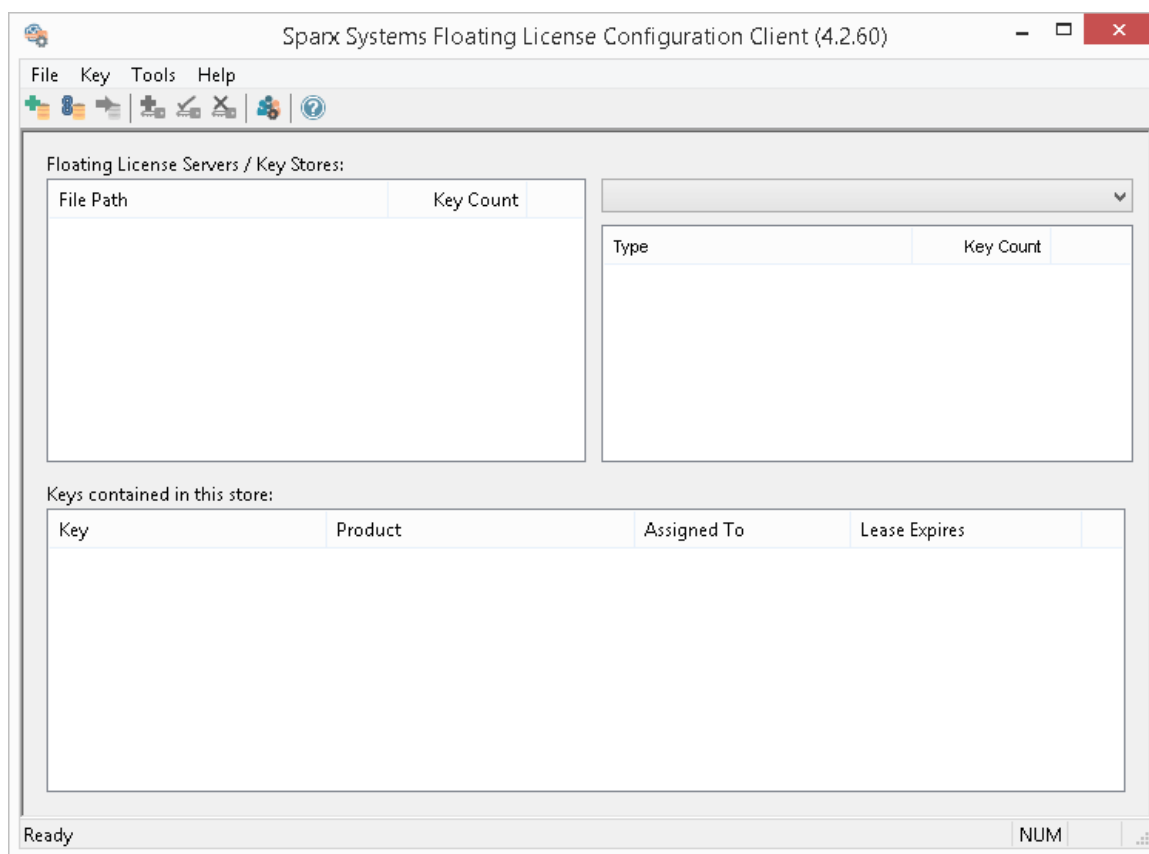 Sparx Systems Floating License Configuration Client (4.2.60)
File Key Tools Help
Floating License Servers / Key Stores:
File Path Key Count
Type Key Count
Keys contained in this store:
Key Product Assigned To Lease Expires
Ready NUM